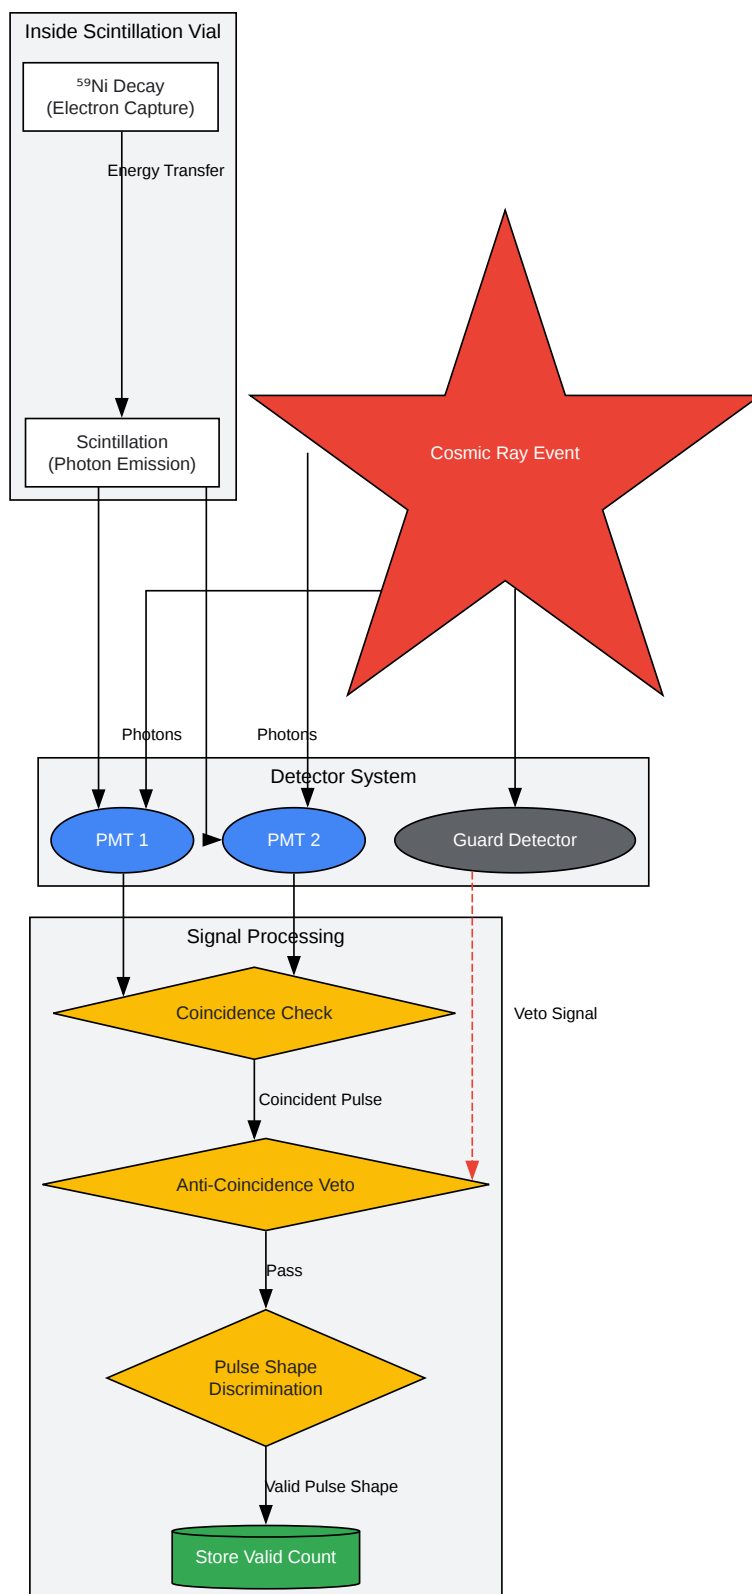 Inside Scintillation Vial
⁵⁹Ni Decay
(Electron Capture)
Energy Transfer
Scintillation
(Photon Emission)
Cosmic Ray Event
Photons
Photons
Detector System
PMT 1
PMT 2
Guard Detector
Signal Processing
Coincidence Check
Veto Signal
Coincident Pulse
Anti-Coincidence Veto
Pass
Pulse Shape
Discrimination
Valid Pulse Shape
Store Valid Count